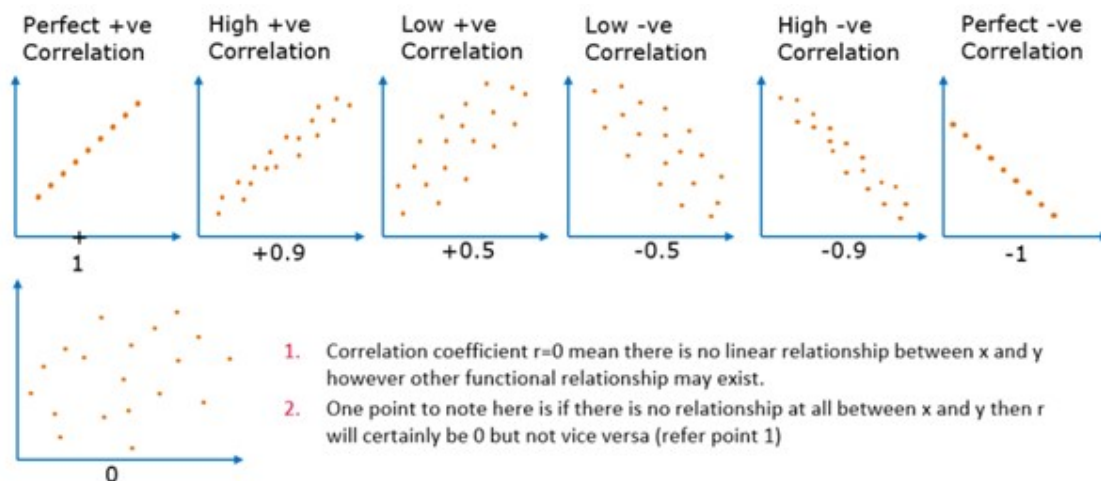 Perfect +ve
Correlation
High +ve
Correlation
Low +ve
Correlation
Low -ve
Correlation
High -ve
Correlation
Perfect -ve
Correlation
1
+0.9
+0.5
-0.5
-0.9
-1
0
1. Correlation coefficient r=0 mean there is no linear relationship between x and y
however other functional relationship may exist.
2. One point to note here is if there is no relationship at all between x and y then r
will certainly be 0 but not vice versa (refer point 1)